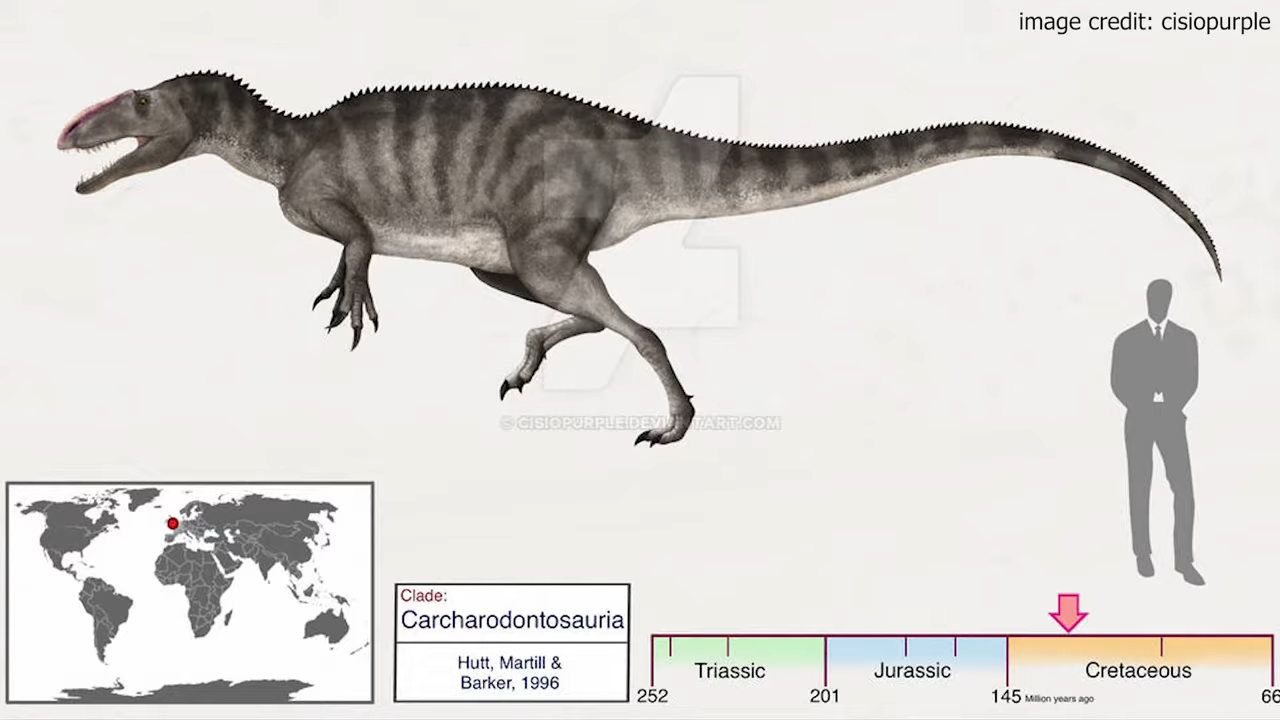 image credit: cisiopurple
© CISIOPURPLE.DEVIANTART.COM
Clade:
Carcharodontosauria
Hutt, Martill &
Barker, 1996
Triassic
Jurassic
Cretaceous
252
201
145 Million years ago
66